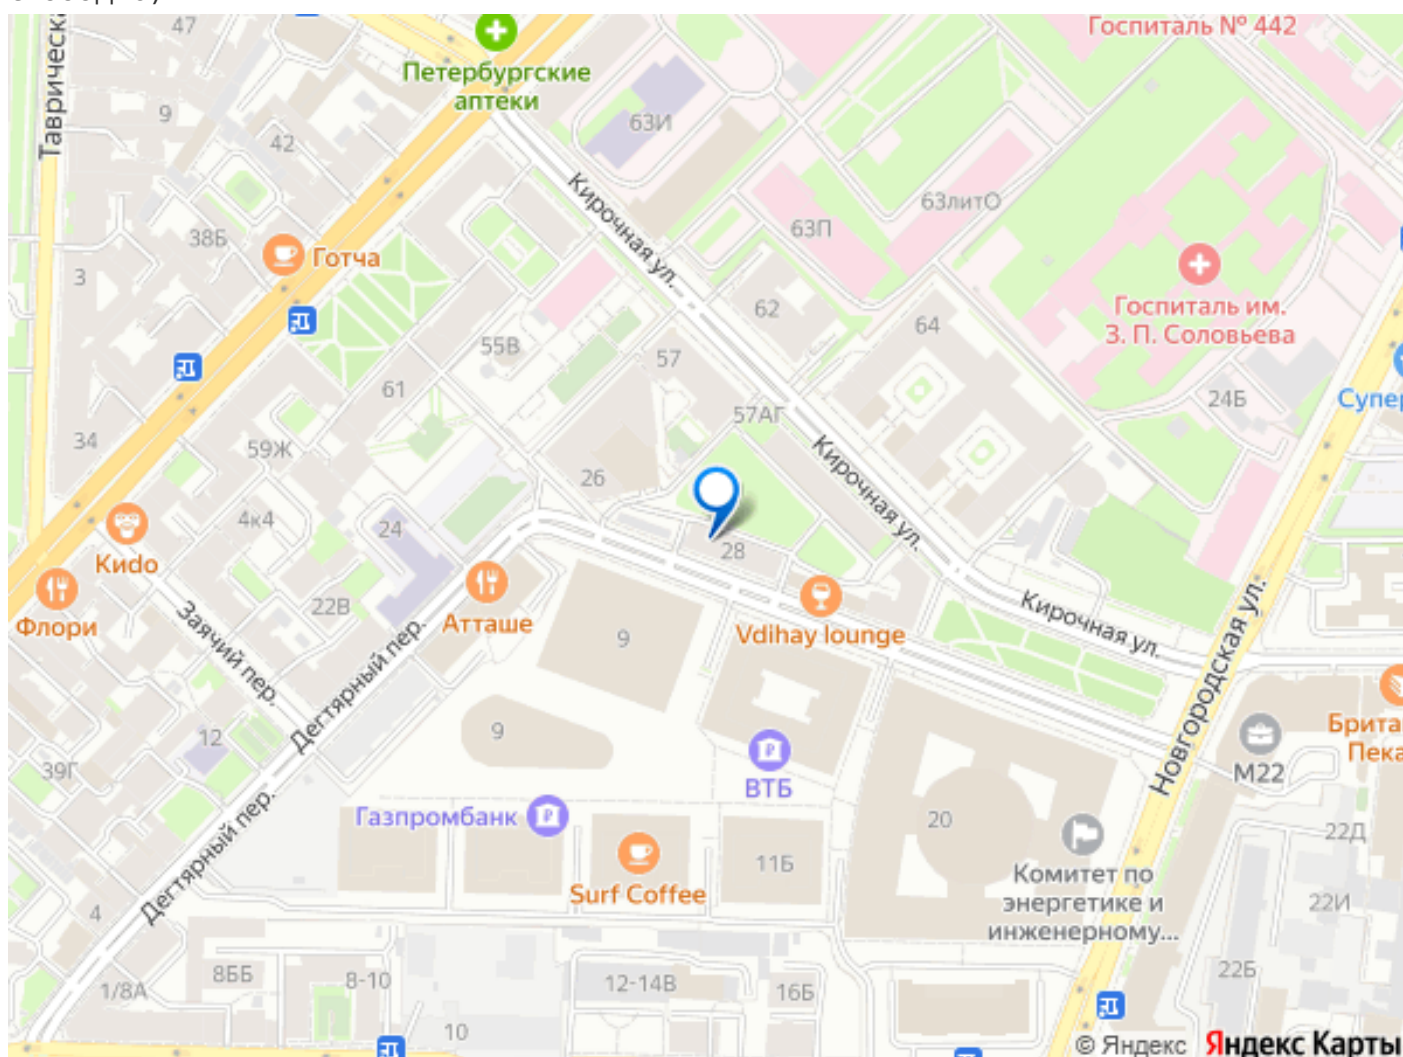 47
Госпиталь № 442
Таврическа
Петербургские
аптеки
9
63И
42
Кирочная ул.
63литО
63П
38Б
Готча
3
62
Госпиталь им.
З. П. Соловьева
64
55В
57
61
57АГ
24Б
Супер
34
59Ж
Кирочная ул.
26
4к4
24
28
Кидо
22В
Атташе
Флори
Заячий пер.
Vdihay lounge
9
Кирочная ул.
Новгородская ул.
Дегтярный пер.
12
9
Брита
Пека
39Г
М22
ВТБ
Газпромбанк
20
22Д
11Б
Surf Coffee
Комитет по
энергетике и
инженерному...
Дегтярный пер.
4
22И
8ББ
8-10
12-14В
16Б
22Б
1/8А
10
© Яндекс Яндекс Карты